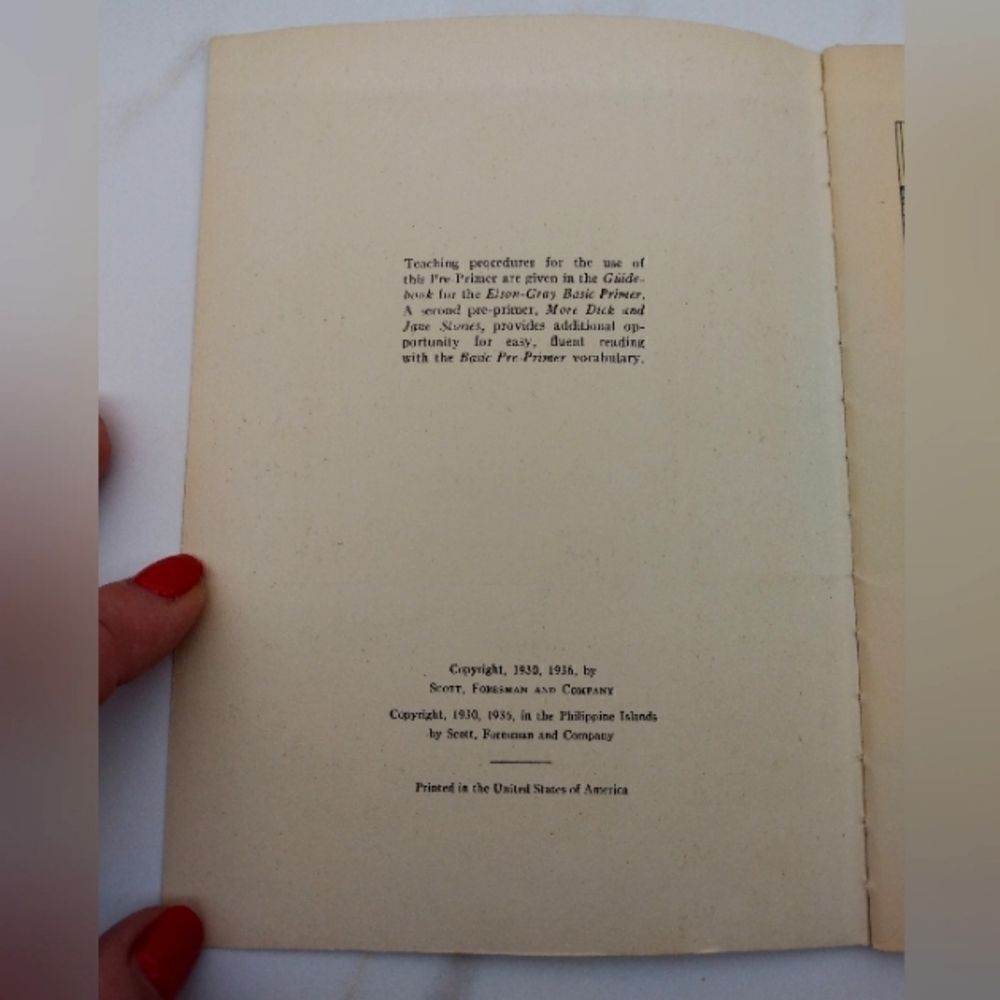 Teaching procedures for the use of
this Pre-Primer are given in the Guide-
book for the Elson-Gray Basic Primer.
A second pre-primer, More Dick and
Jane Stories, provides additional op-
portunity for easy, fluent reading
with the Basic Pre-Primer vocabulary.
Copyright, 1930, 1936, by
SCOTT, FORESMAN AND COMPANY
Copyright, 1930, 1936, in the Philippine Islands
by Scott, Foresman and Company
Printed in the United States of America